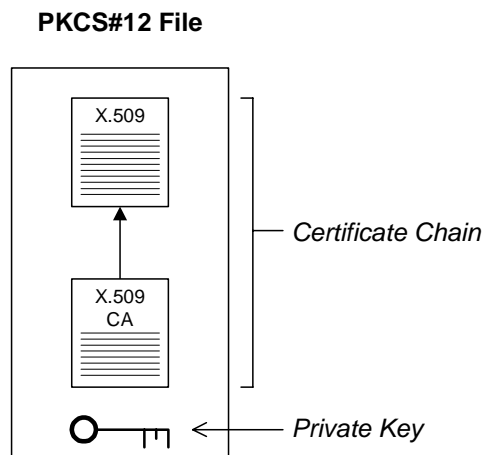 PKCS#12 File
X.509
Certificate Chain
X.509
CA
Private Key